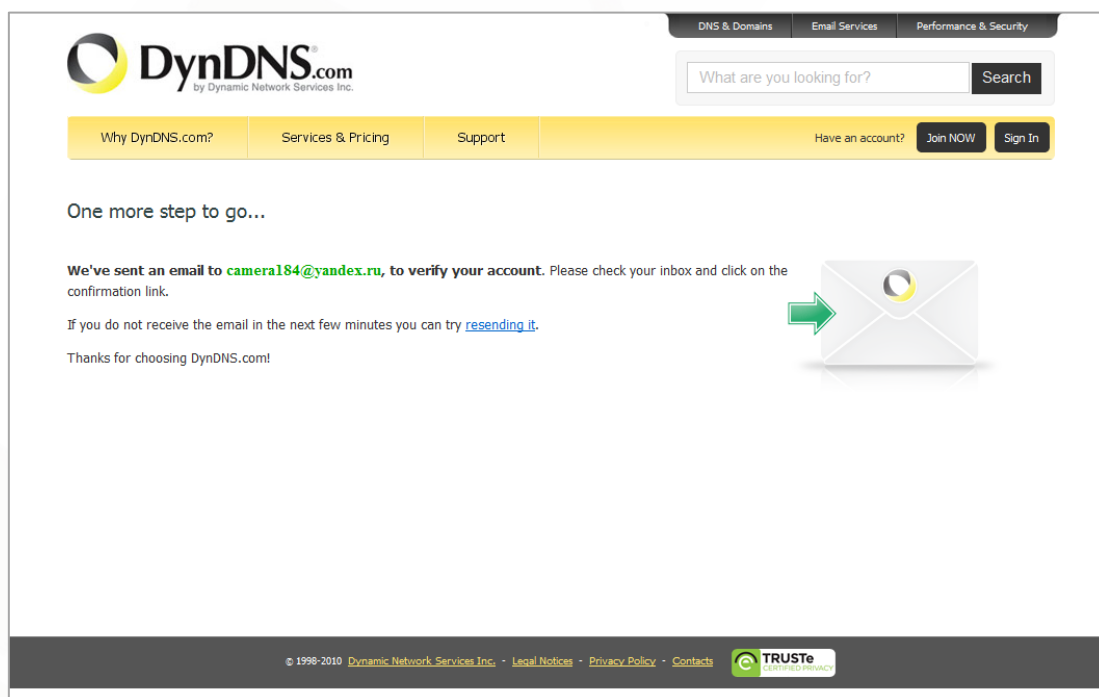 DNS & Domains Email Services Performance & Security
DynDNS.com
by Dynamic Network Services Inc.
What are you looking for? Search
Why DynDNS.com? Services & Pricing Support Have an account? Join NOW Sign In
One more step to go...
We've sent an email to camera184@yandex.ru, to verify your account. Please check your inbox and click on the
confirmation link.
If you do not receive the email in the next few minutes you can try resending it.
Thanks for choosing DynDNS.com!
© 1998-2010 Dynamic Network Services Inc. - Legal Notices - Privacy Policy - Contacts TRUSTe
CERTIFIED PRIVACY